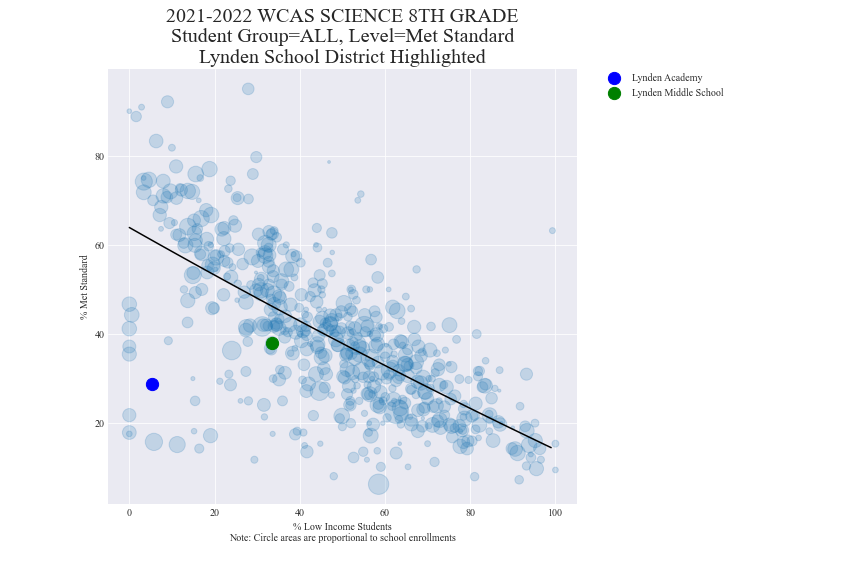 2021-2022 WCAS SCIENCE 8TH GRADE
Student Group=ALL, Level=Met Standard
Lynden School District Highlighted
Lynden Academy
Lynden Middle School
% Met Standard
80
60
40
20
0 20 40 60 80 100
% Low Income Students
Note: Circle areas are proportional to school enrollments